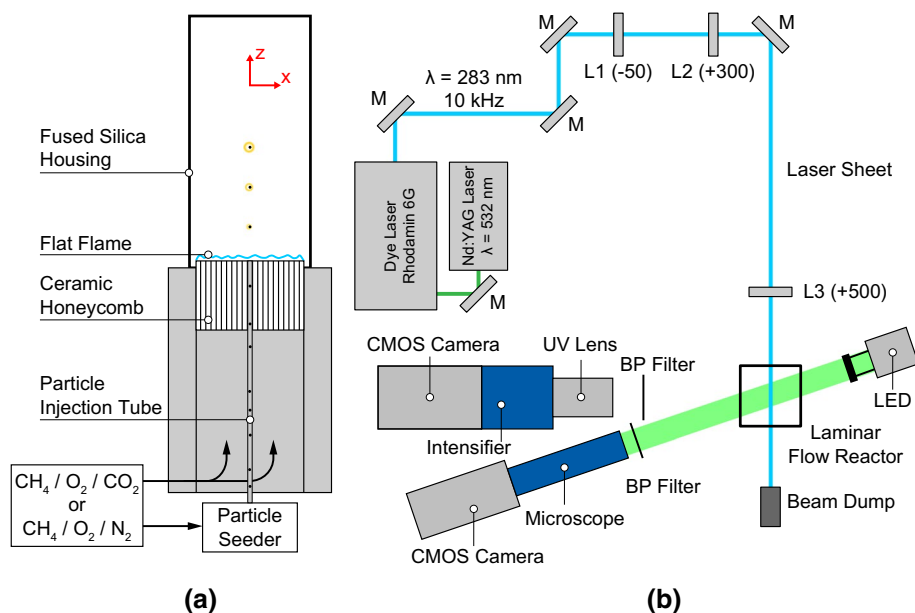 z
x
Fused Silica
Housing
Flat Flame
Ceramic
Honeycomb
Particle
Injection Tube
CH4 / O2 / CO2
or
CH4 / O2 / N2
Particle
Seeder
(a)
M
M
L1 (-50)
L2 (+300)
λ = 283 nm
10 kHz
M
M
Dye Laser
Rhodamin 6G
Nd:YAG Laser
λ = 532 nm
M
Laser Sheet
L3 (+500)
CMOS Camera
UV Lens
BP Filter
Intensifier
LED
Laminar
Flow Reactor
BP Filter
Microscope
Beam Dump
CMOS Camera
(b)